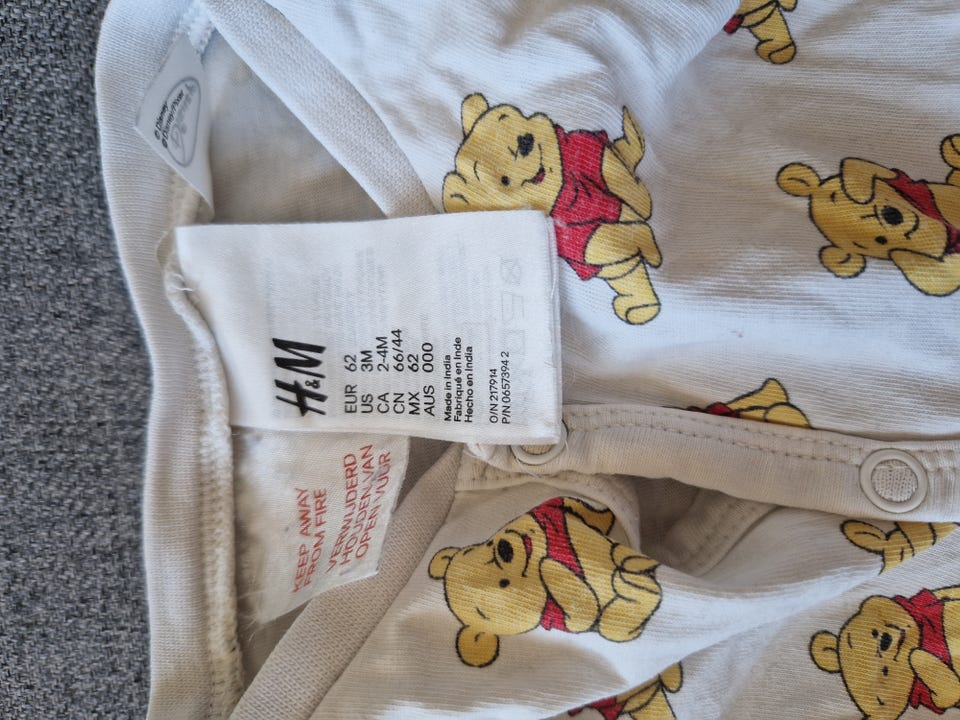 © Disney
H&M
EUR 62
US 3M
CA 2-4M
CN 66/44
MX 62
AUS 000
Made in India
Fabriqué en Inde
Hecho en India
O/N 217914
P/N 0657394 2
KEEP AWAY
FROM FIRE
VERWIJDERD
HOUDEN VAN
OPEN VUUR